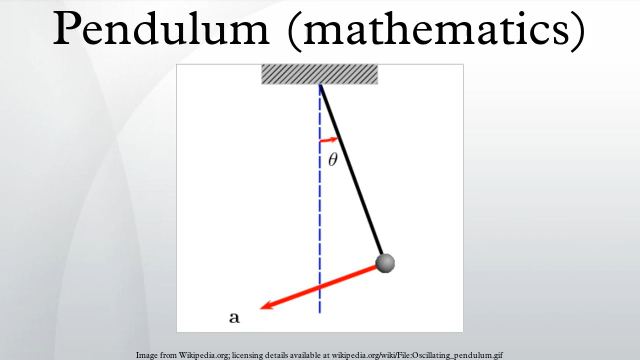 Pendulum (mathematics)
θ
a
Image from Wikipedia.org; licensing details available at wikipedia.org/wiki/File:Oscillating_pendulum.gif